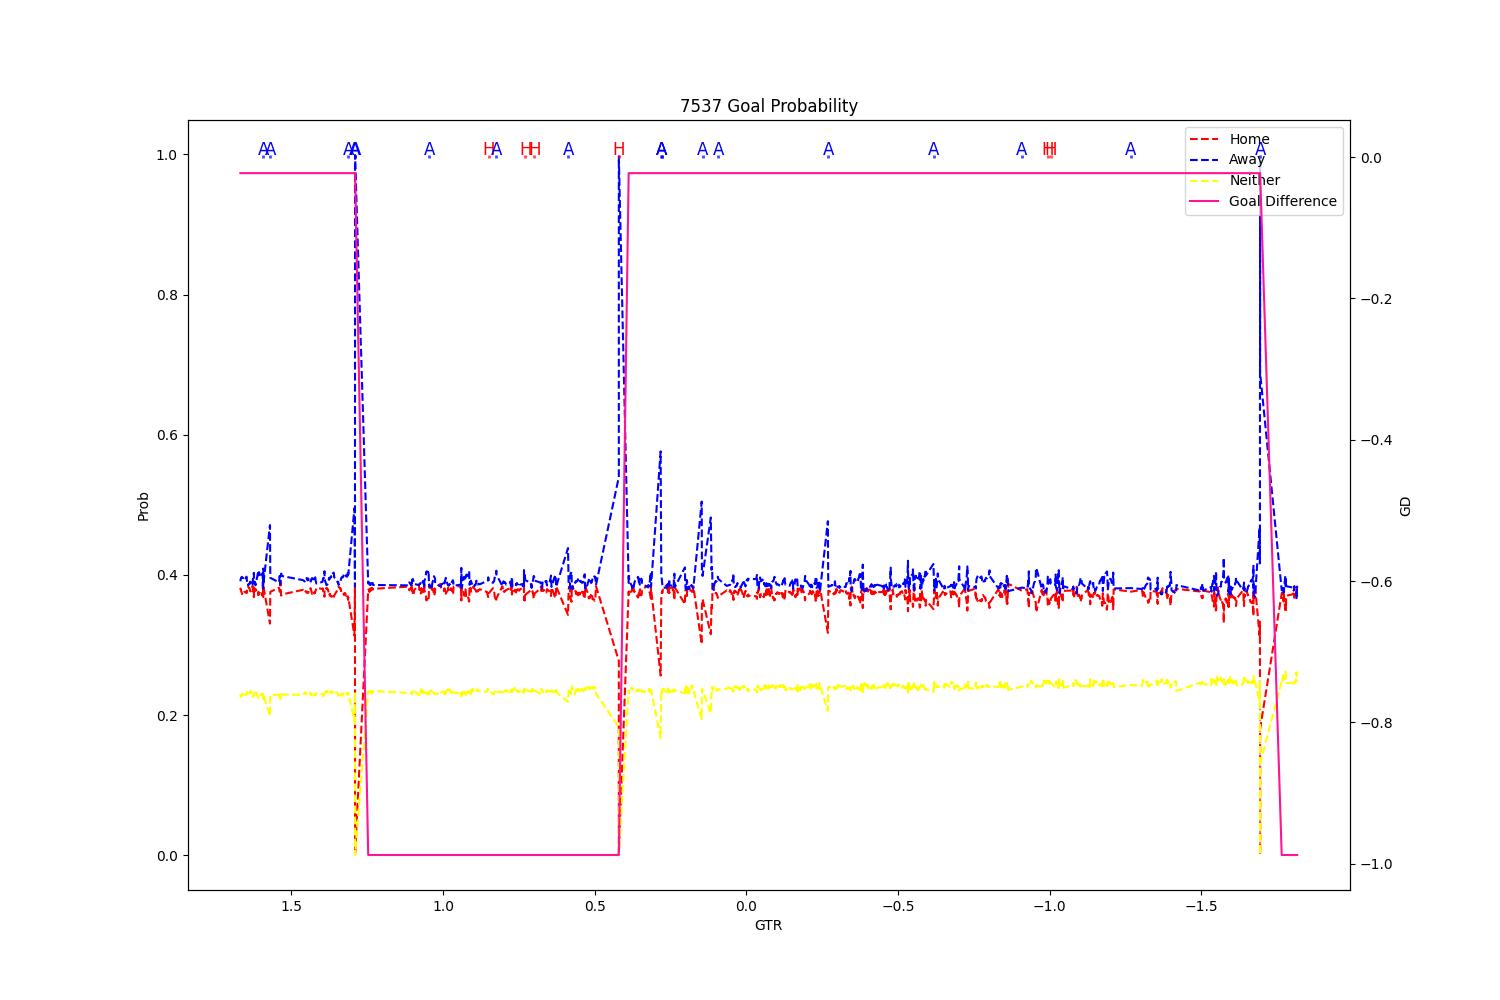 7537 Goal Probability
A A A A A A H A H H A H A A A A A A A H H A A
Home
Away
Neither
Goal Difference
1.0
0.8
0.6
0.4
0.2
0.0
Prob
0.0
−0.2
−0.4
−0.6
−0.8
−1.0
GD
1.5 1.0 0.5 0.0 −0.5 −1.0 −1.5
GTR